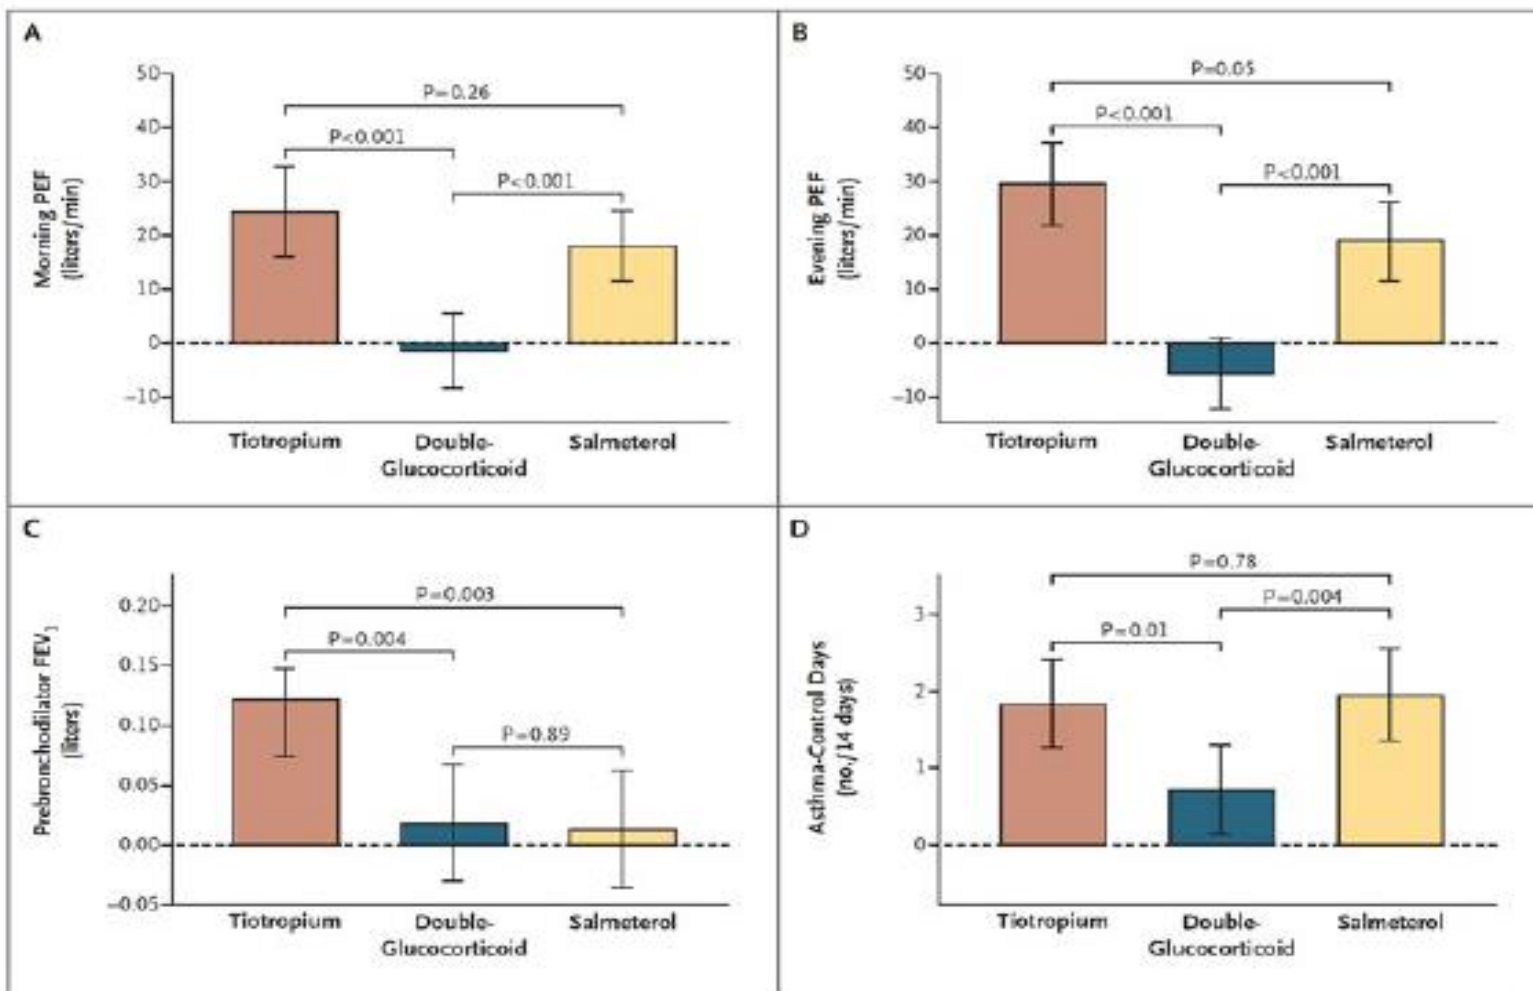 A
50
40
30
20
10
0
−10
Morning PEF
(liters/min)
P=0.26
P<0.001
P<0.001
Tiotropium
Double-
Glucocorticoid
Salmeterol
B
50
40
30
20
10
0
−10
Evening PEF
(liters/min)
P=0.05
P<0.001
P<0.001
Tiotropium
Double-
Glucocorticoid
Salmeterol
C
0.20
0.15
0.10
0.05
0.00
−0.05
Prebronchodilator FEV1
(liters)
P=0.003
P=0.004
P=0.89
Tiotropium
Double-
Glucocorticoid
Salmeterol
D
3
2
1
0
Asthma-Control Days
(no./14 days)
P=0.78
P=0.004
P=0.01
Tiotropium
Double-
Glucocorticoid
Salmeterol